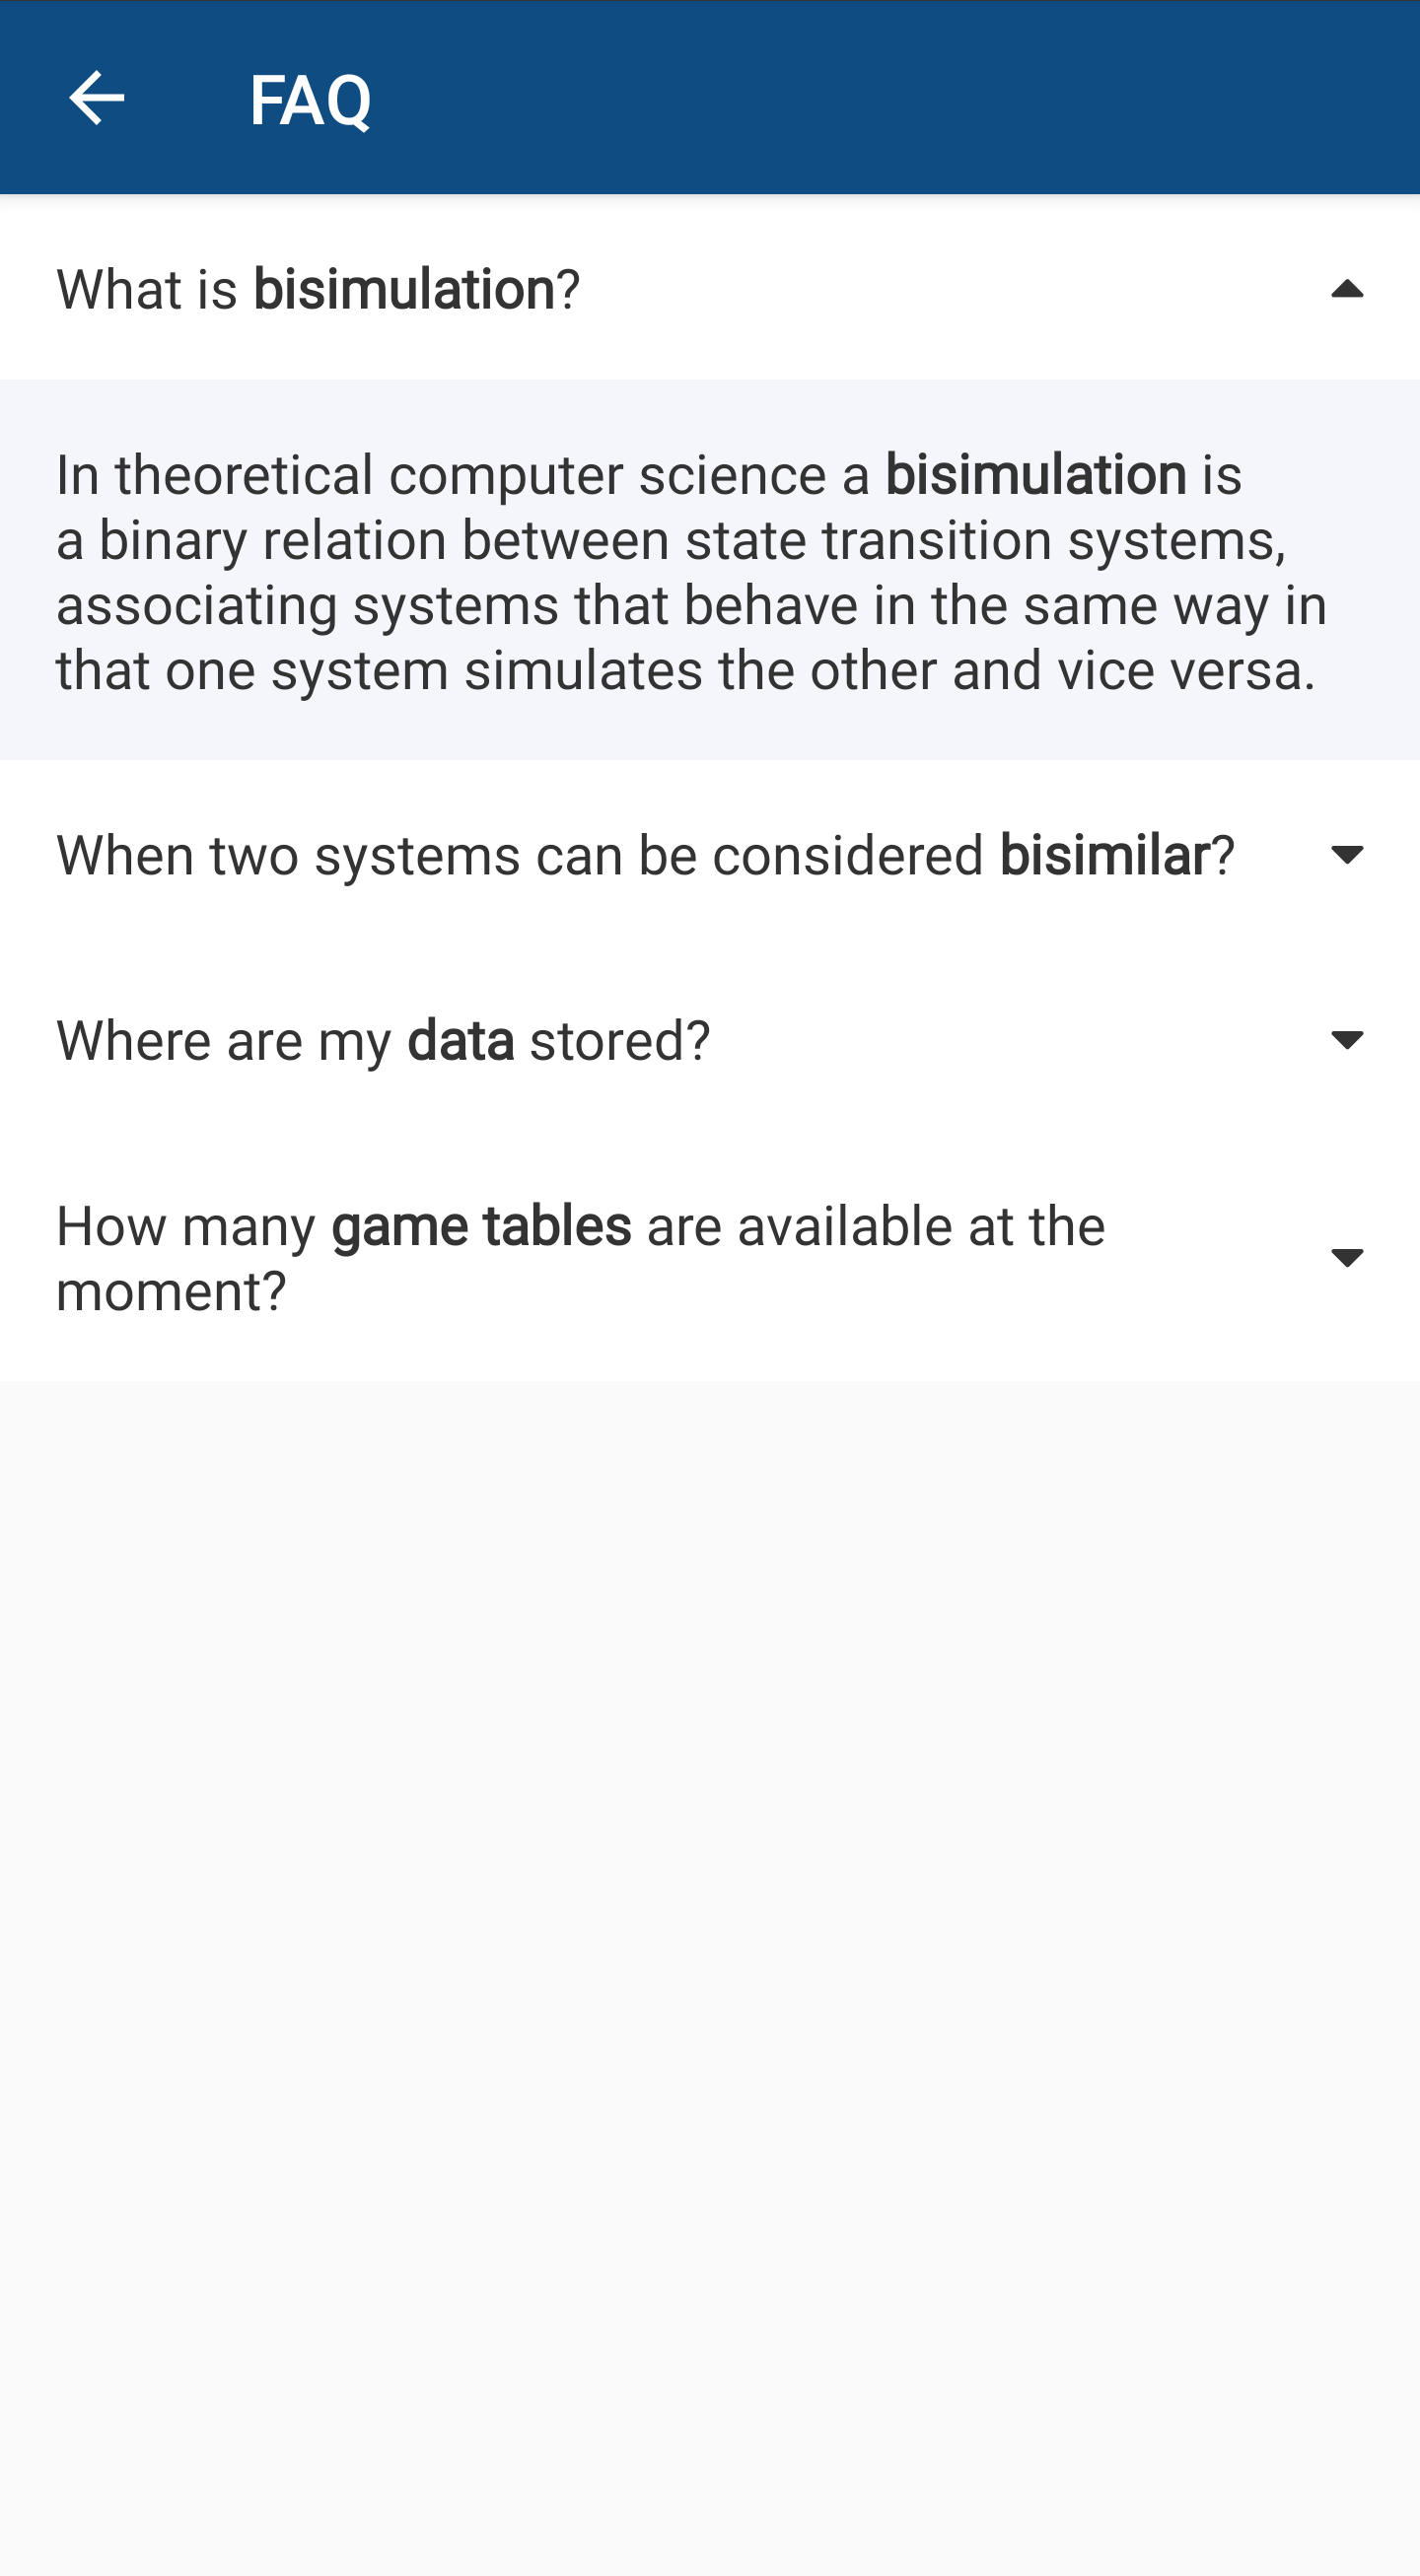 FAQ
What is bisimulation?
In theoretical computer science a bisimulation is
a binary relation between state transition systems,
associating systems that behave in the same way in
that one system simulates the other and vice versa.
When two systems can be considered bisimilar?
Where are my data stored?
How many game tables are available at the
moment?